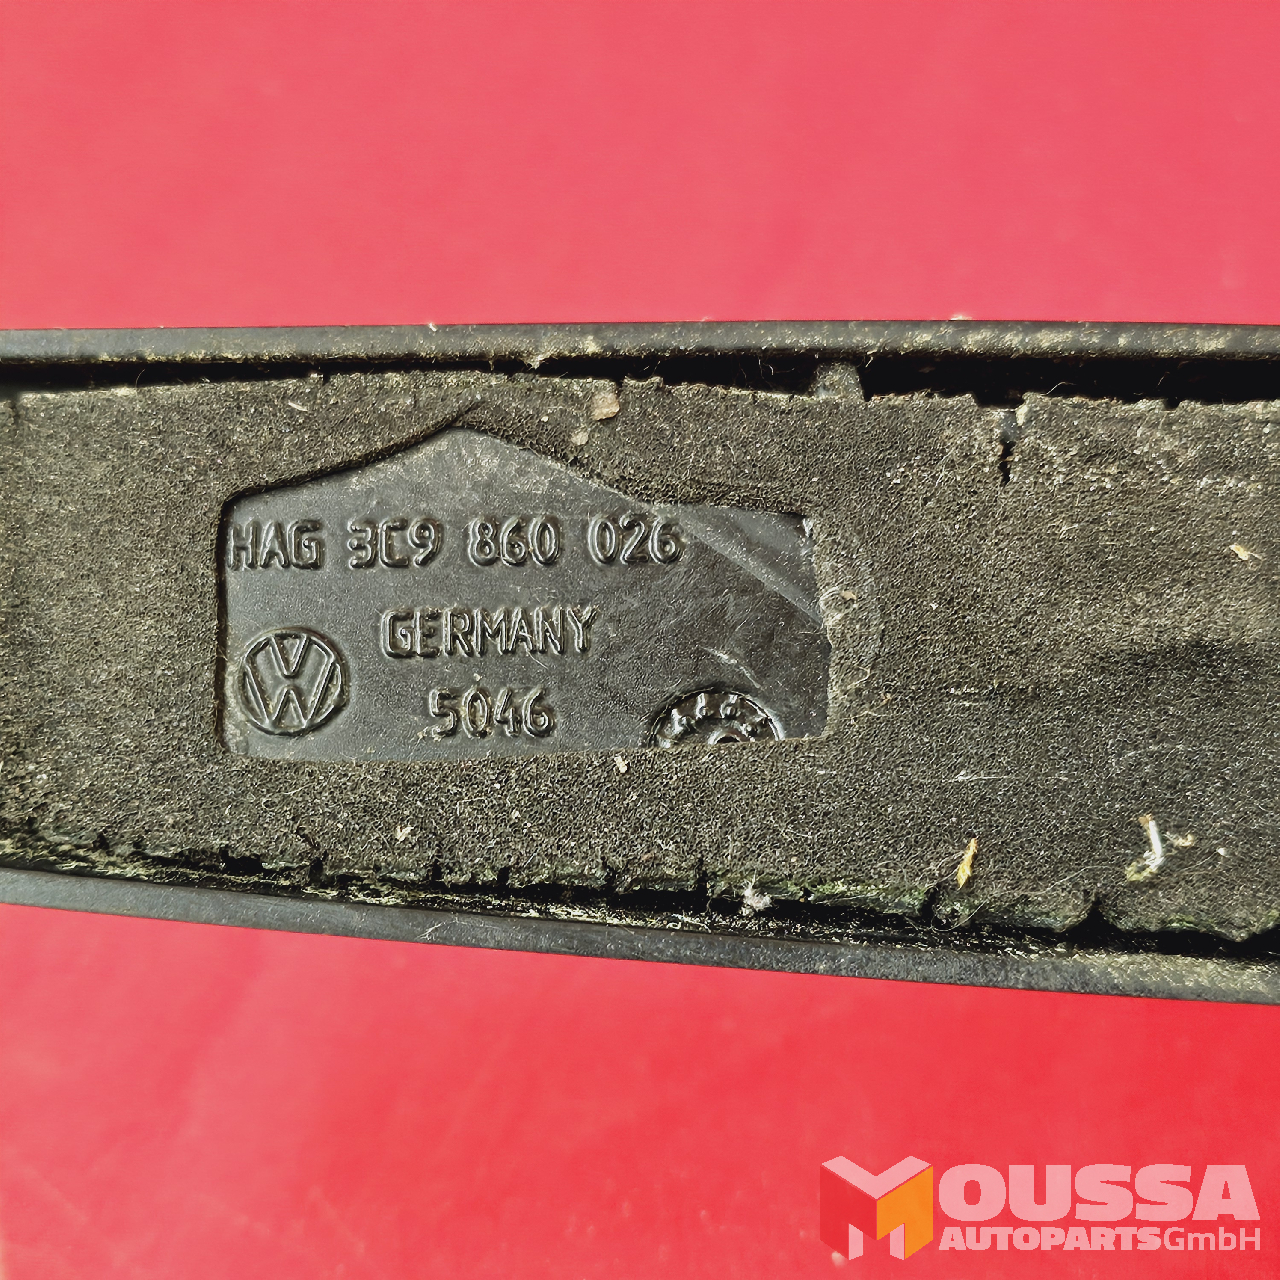 HAG 3C9 860 026
GERMANY
5046
MOUSSA
AUTOPARTS GmbH